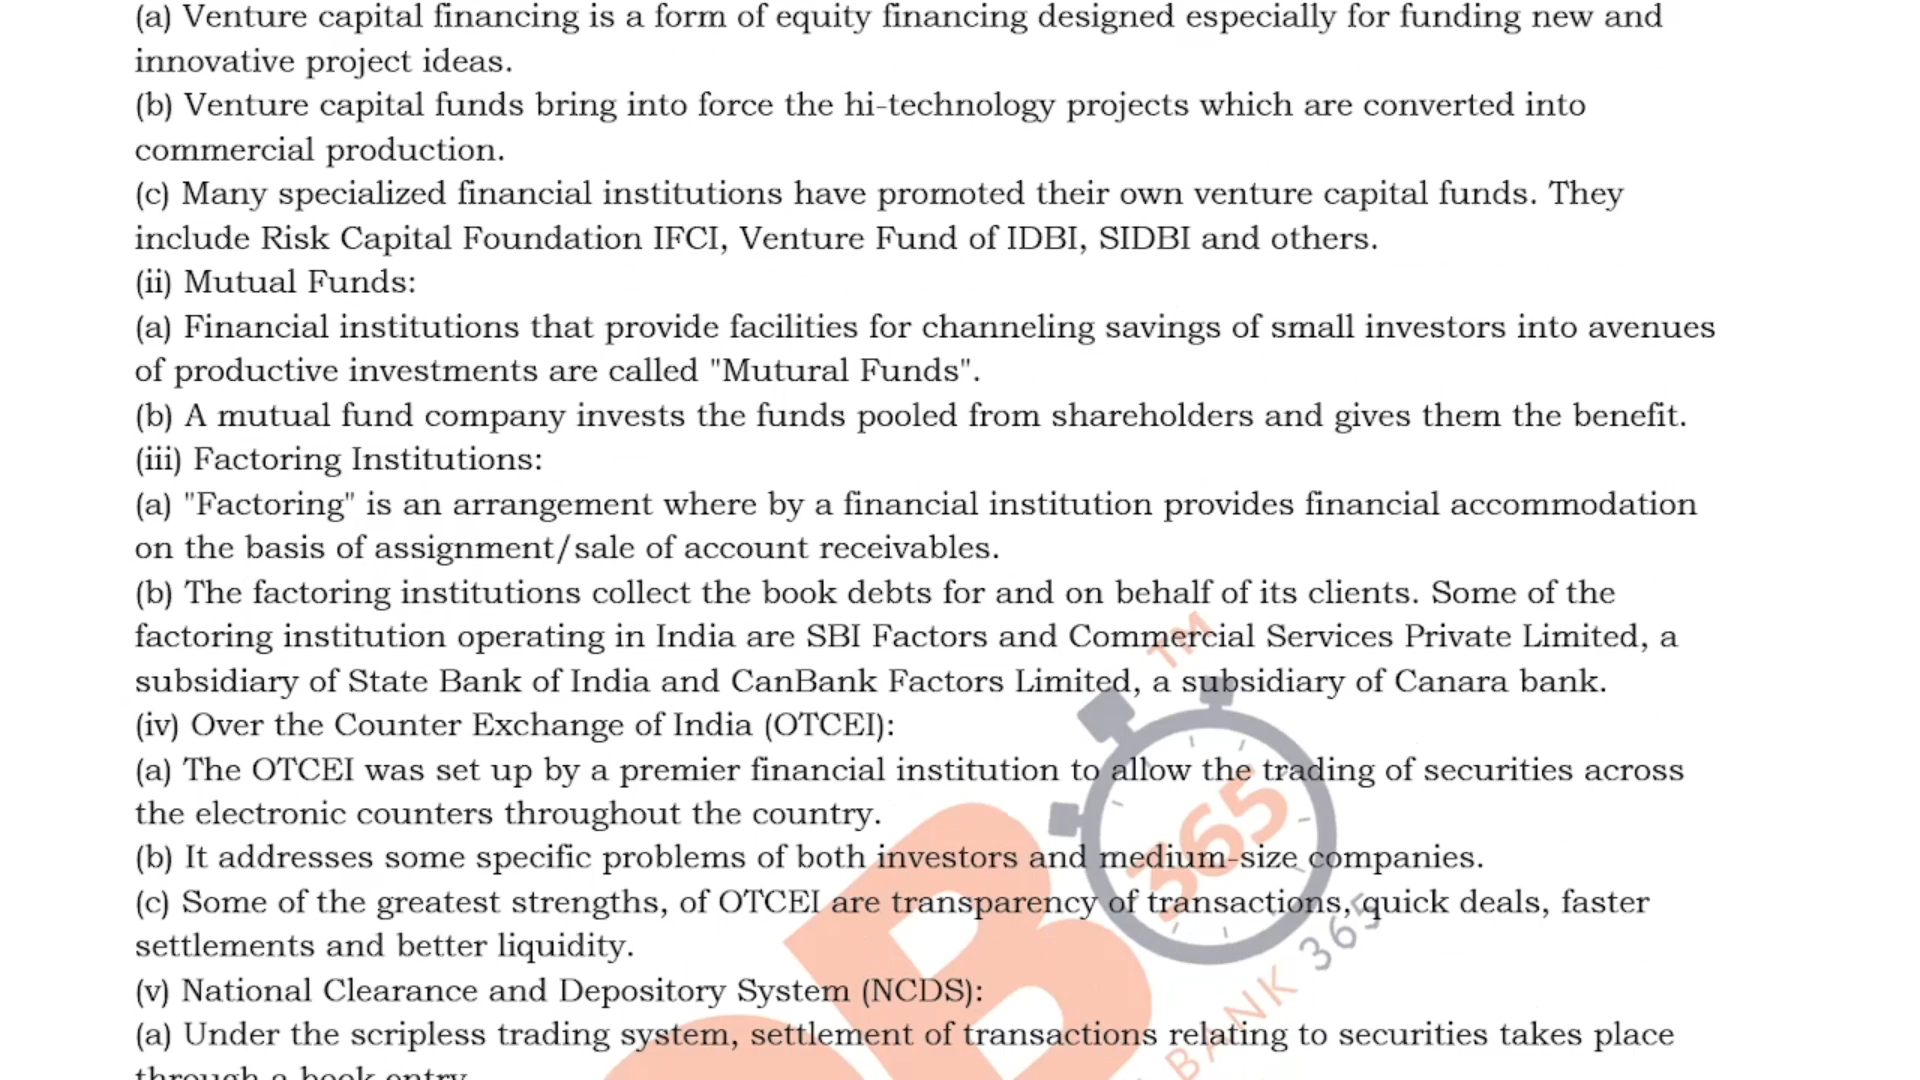 (a) Venture capital financing is a form of equity financing designed especially for funding new and
innovative project ideas.
(b) Venture capital funds bring into force the hi-technology projects which are converted into
commercial production.
(c) Many specialized financial institutions have promoted their own venture capital funds. They
include Risk Capital Foundation IFCI, Venture Fund of IDBI, SIDBI and others.
(ii) Mutual Funds:
(a) Financial institutions that provide facilities for channeling savings of small investors into avenues
of productive investments are called "Mutural Funds".
(b) A mutual fund company invests the funds pooled from shareholders and gives them the benefit.
(iii) Factoring Institutions:
(a) "Factoring" is an arrangement where by a financial institution provides financial accommodation
on the basis of assignment/sale of account receivables.
(b) The factoring institutions collect the book debts for and on behalf of its clients. Some of the
factoring institution operating in India are SBI Factors and Commercial Services Private Limited, a
subsidiary of State Bank of India and CanBank Factors Limited, a subsidiary of Canara bank.
(iv) Over the Counter Exchange of India (OTCEI):
(a) The OTCEI was set up by a premier financial institution to allow the trading of securities across
the electronic counters throughout the country.
(b) It addresses some specific problems of both investors and medium-size companies.
(c) Some of the greatest strengths, of OTCEI are transparency of transactions, quick deals, faster
settlements and better liquidity.
(v) National Clearance and Depository System (NCDS):
(a) Under the scripless trading system, settlement of transactions relating to securities takes place
through a book entry.
TM
365
B
BANK 365